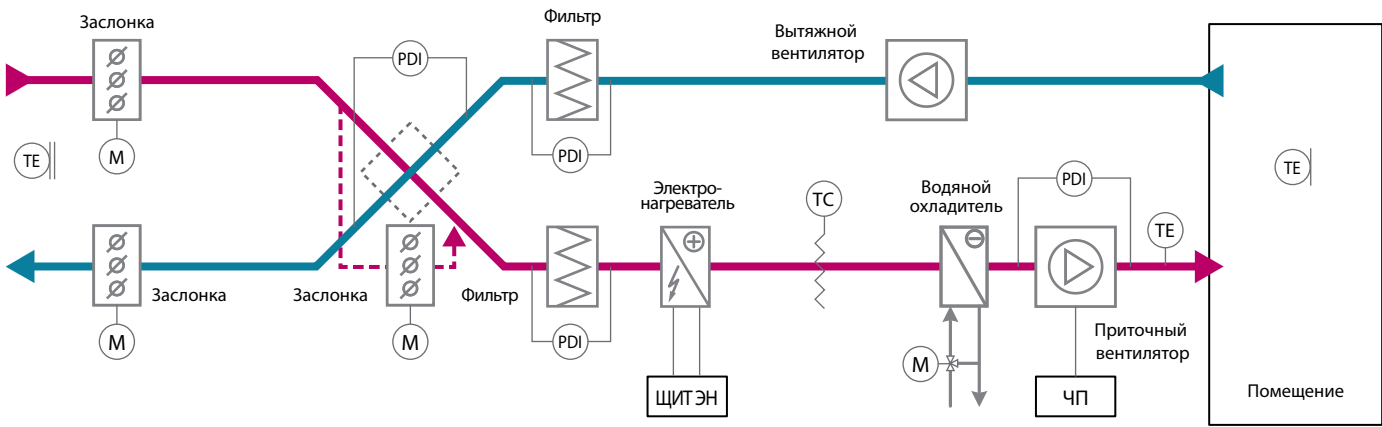 Заслонка
Фильтр
Вытяжной
вентилятор
PDI
TE
M
PDI
TE
Электро-
нагреватель
TC
Водяной
охладитель
PDI
TE
Заслонка
Заслонка
Фильтр
M
M
PDI
M
Приточный
вентилятор
ЩИТ ЭН
ЧП
Помещение